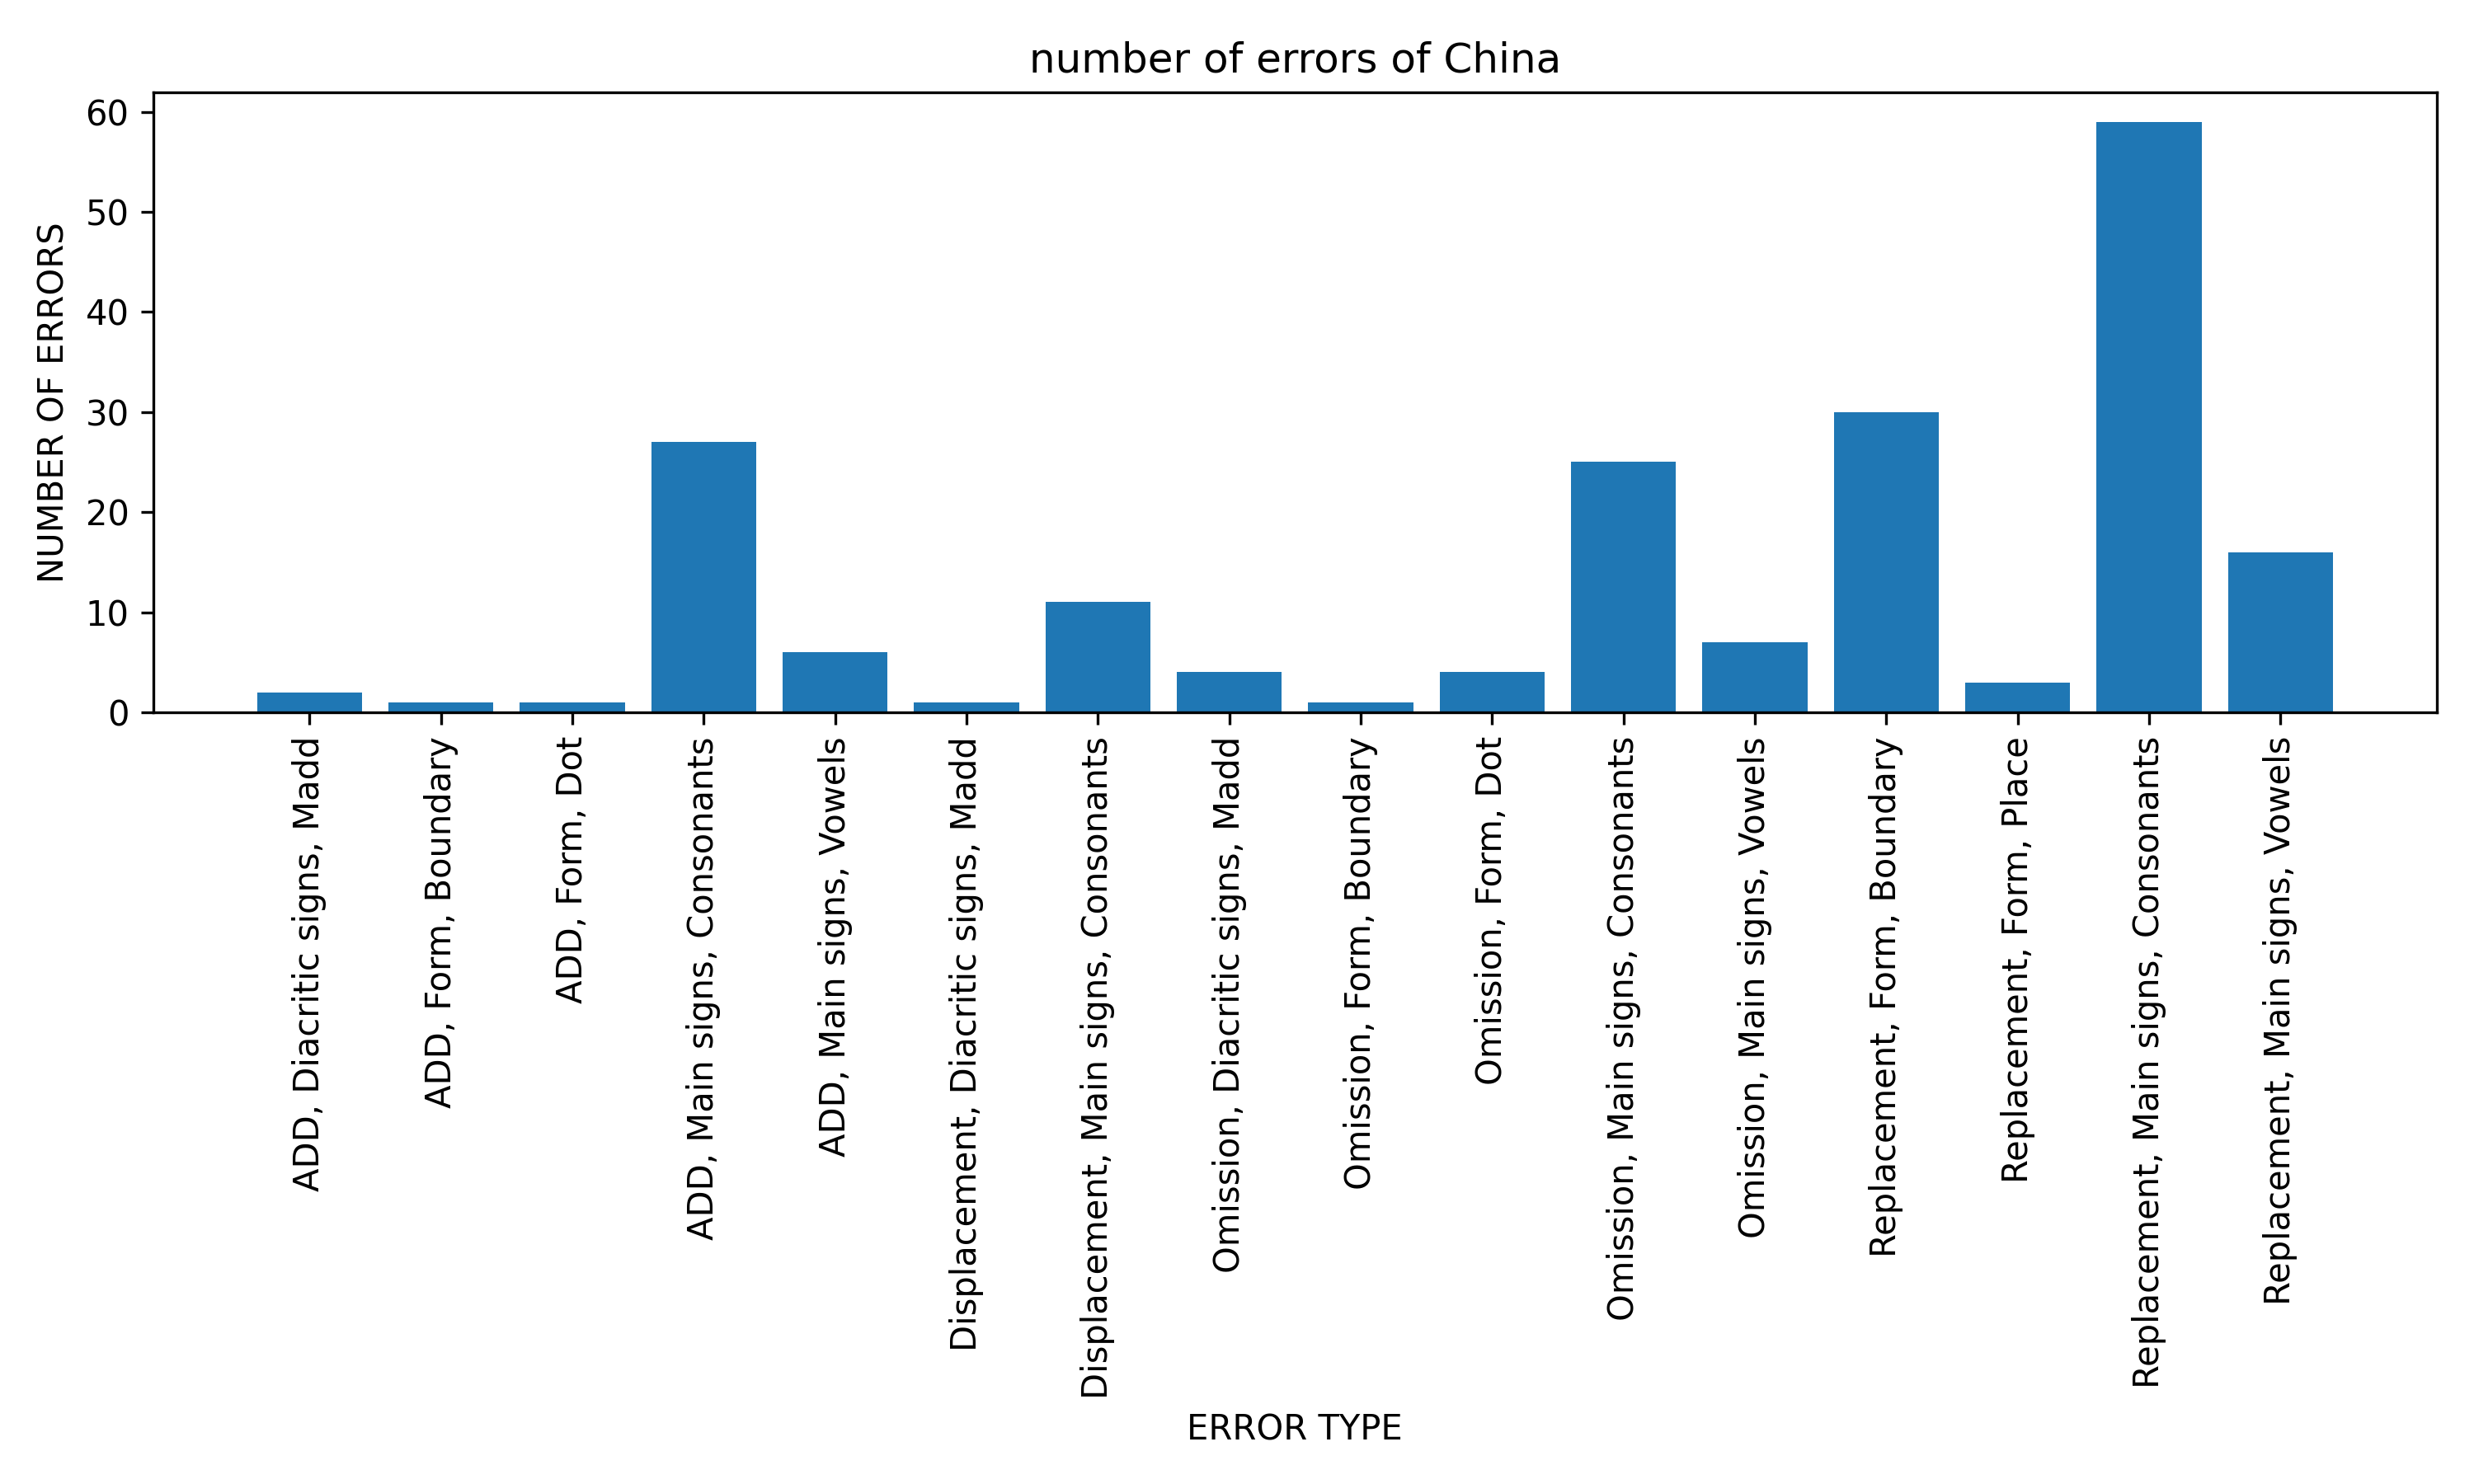 number of errors of China
NUMBER OF ERRORS
60
50
40
30
20
10
0
ADD, Diacritic signs, Madd
ADD, Form, Boundary
ADD, Form, Dot
ADD, Main signs, Consonants
ADD, Main signs, Vowels
Displacement, Diacritic signs, Madd
Displacement, Main signs, Consonants
Omission, Diacritic signs, Madd
Omission, Form, Boundary
Omission, Form, Dot
Omission, Main signs, Consonants
Omission, Main signs, Vowels
Replacement, Form, Boundary
Replacement, Form, Place
Replacement, Main signs, Consonants
Replacement, Main signs, Vowels
ERROR TYPE